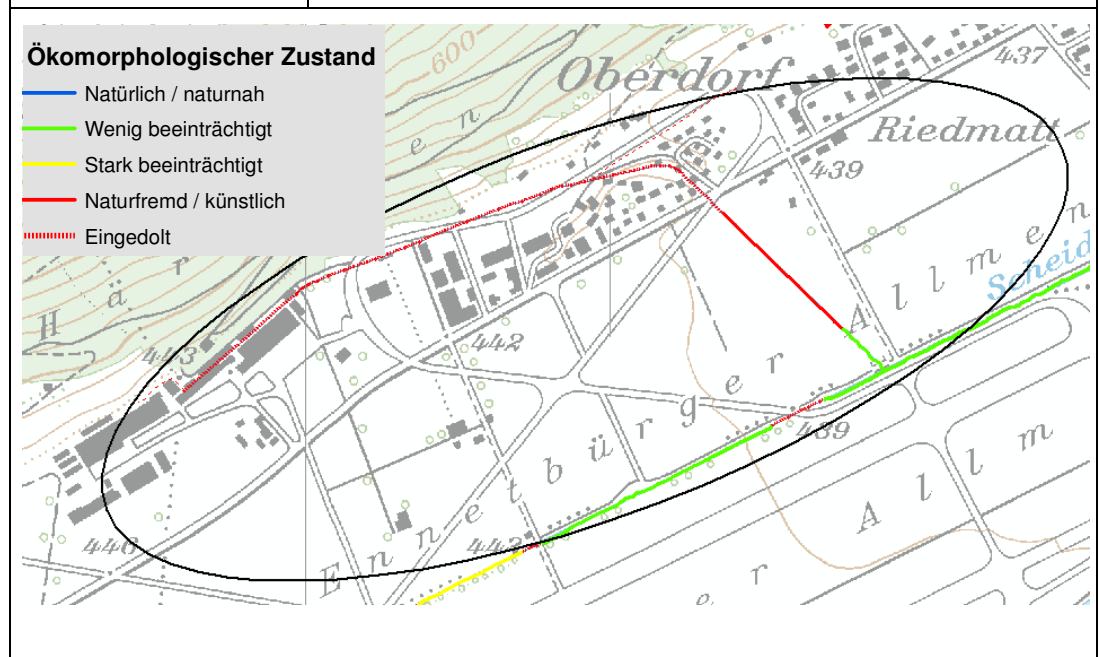 Ökomorphologischer Zustand
Natürlich / naturnah
Wenig beeinträchtigt
Stark beeinträchtigt
Naturfremd / künstlich
Eingedolt
600
Oberdorf
437
Riedmatt
439
443
442
Scheid
439
443
446
Ennetbürger
Allmen
Allm